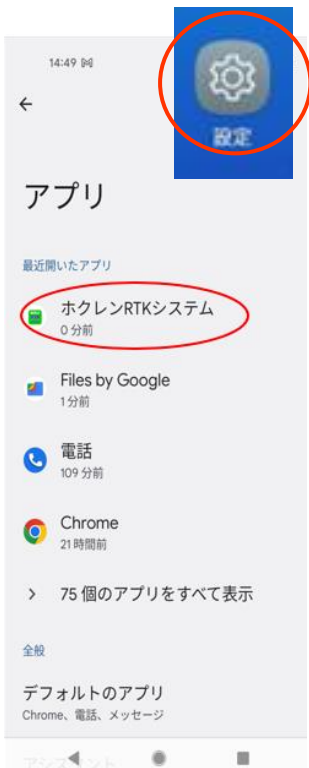 14:49
設定
アプリ
最近開いたアプリ
ホクレンRTKシステム
0 分前
Files by Google
1 分前
電話
109 分前
Chrome
21 時間前
75 個のアプリをすべて表示
全般
デフォルトのアプリ
Chrome、電話、メッセージ